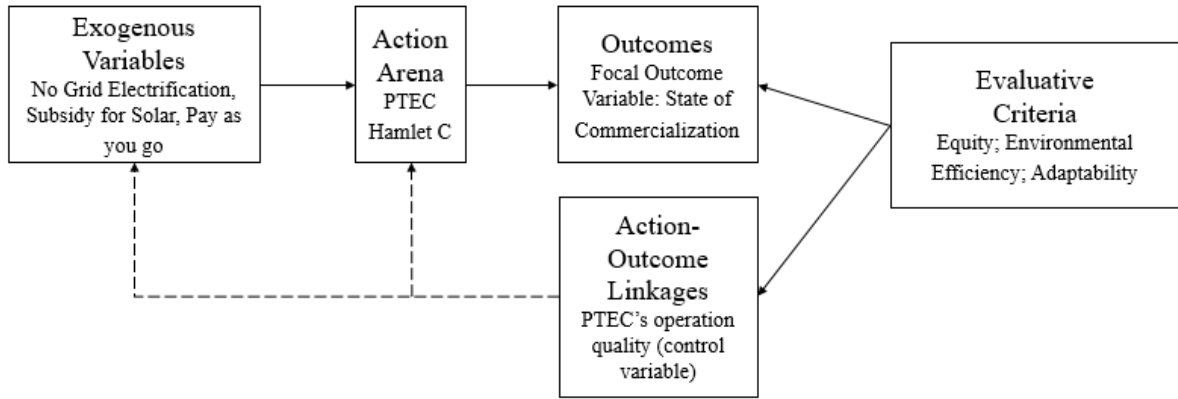 Exogenous
Variables
No Grid Electrification,
Subsidy for Solar, Pay as
you go
Action
Arena
PTEC
Hamlet C
Outcomes
Focal Outcome
Variable: State of
Commercialization
Evaluative
Criteria
Equity; Environmental
Efficiency; Adaptability
Action-
Outcome
Linkages
PTEC’s operation
quality (control
variable)